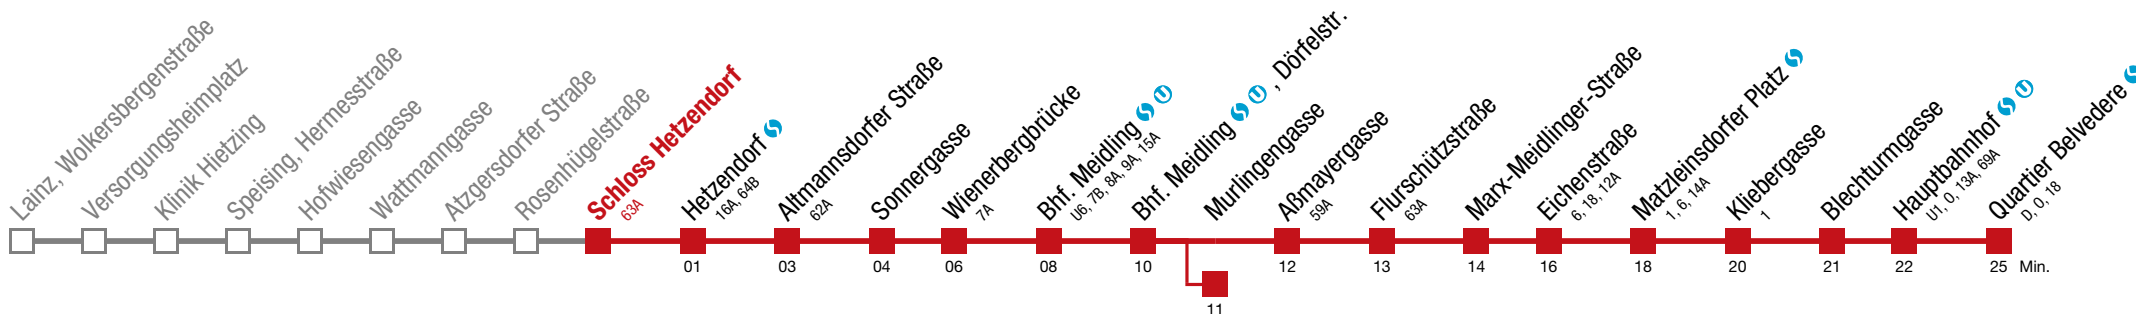 Lainz, Wolkersbergenstraße
Versorgungsheimplatz
Klinik Hietzing
Speising, Hermesstraße
Hofwiesengasse
Wattmanngasse
Atzgersdorfer Straße
Rosenhügelstraße
Schloss Hetzendorf
63A
Hetzendorf S
16A, 64B
01
Altmannsdorfer Straße
62A
03
Sonnergasse
04
Wienerbergbrücke
7A
06
Bhf. Meidling S U
U6, 7B, 8A, 9A, 15A
08
Bhf. Meidling S U , Dörfelstr.
10
Murlingengasse
11
Aßmayergasse
59A
12
Flurschützstraße
63A
13
Marx-Meidlinger-Straße
14
Eichenstraße
6, 18, 12A
16
Matzleinsdorfer Platz S
1, 6, 14A
18
Kliebergasse
1
20
Blechturmgasse
21
Hauptbahnhof S U
U1, O, 13A, 69A
22
Quartier Belvedere S
D, O, 18
25 Min.